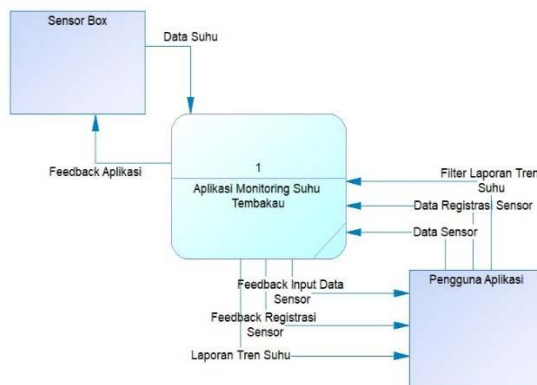 Sensor Box
Data Suhu
Feedback Aplikasi
1
Aplikasi Monitoring Suhu
Tembakau
Filter Laporan Tren
Suhu
Data Registrasi Sensor
Data Sensor
Pengguna Aplikasi
Feedback Input Data
Sensor
Feedback Registrasi
Sensor
Laporan Tren Suhu